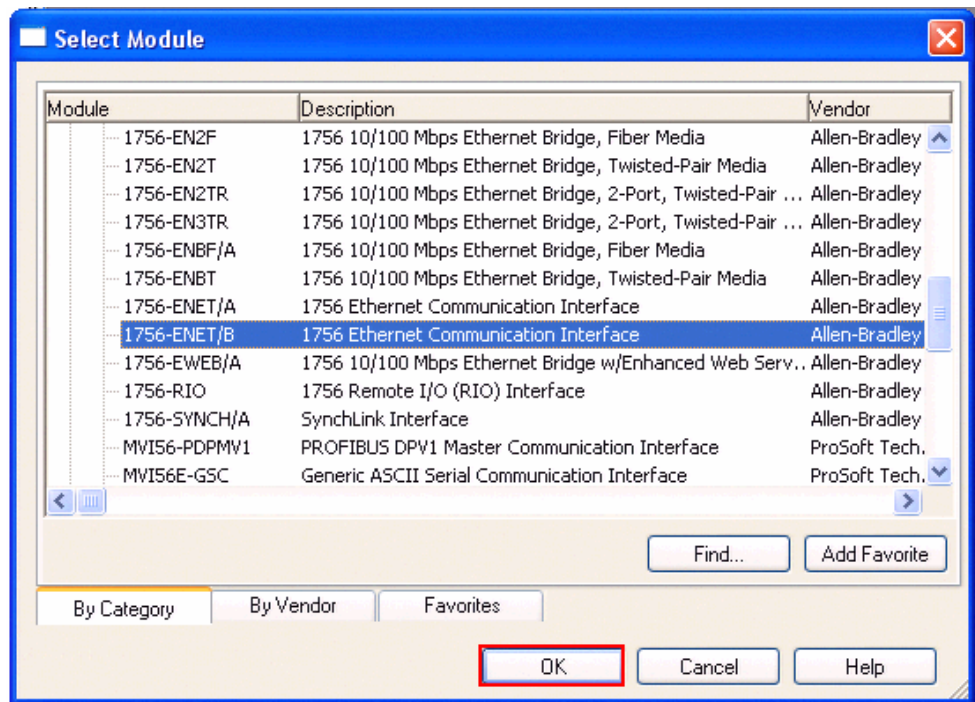 Select Module
Module Description Vendor
1756-EN2F 1756 10/100 Mbps Ethernet Bridge, Fiber Media Allen-Bradley
1756-EN2T 1756 10/100 Mbps Ethernet Bridge, Twisted-Pair Media Allen-Bradley
1756-EN2TR 1756 10/100 Mbps Ethernet Bridge, 2-Port, Twisted-Pair ... Allen-Bradley
1756-EN3TR 1756 10/100 Mbps Ethernet Bridge, 2-Port, Twisted-Pair ... Allen-Bradley
1756-ENBF/A 1756 10/100 Mbps Ethernet Bridge, Fiber Media Allen-Bradley
1756-ENBT 1756 10/100 Mbps Ethernet Bridge, Twisted-Pair Media Allen-Bradley
1756-ENET/A 1756 Ethernet Communication Interface Allen-Bradley
1756-ENET/B 1756 Ethernet Communication Interface Allen-Bradley
1756-EWEB/A 1756 10/100 Mbps Ethernet Bridge w/Enhanced Web Serv.. Allen-Bradley
1756-RIO 1756 Remote I/O (RIO) Interface Allen-Bradley
1756-SYNCH/A SynchLink Interface Allen-Bradley
MVI56-PDPMV1 PROFIBUS DPV1 Master Communication Interface ProSoft Tech.
MVI56E-GSC Generic ASCII Serial Communication Interface ProSoft Tech.
Find... Add Favorite
By Category By Vendor Favorites
OK Cancel Help